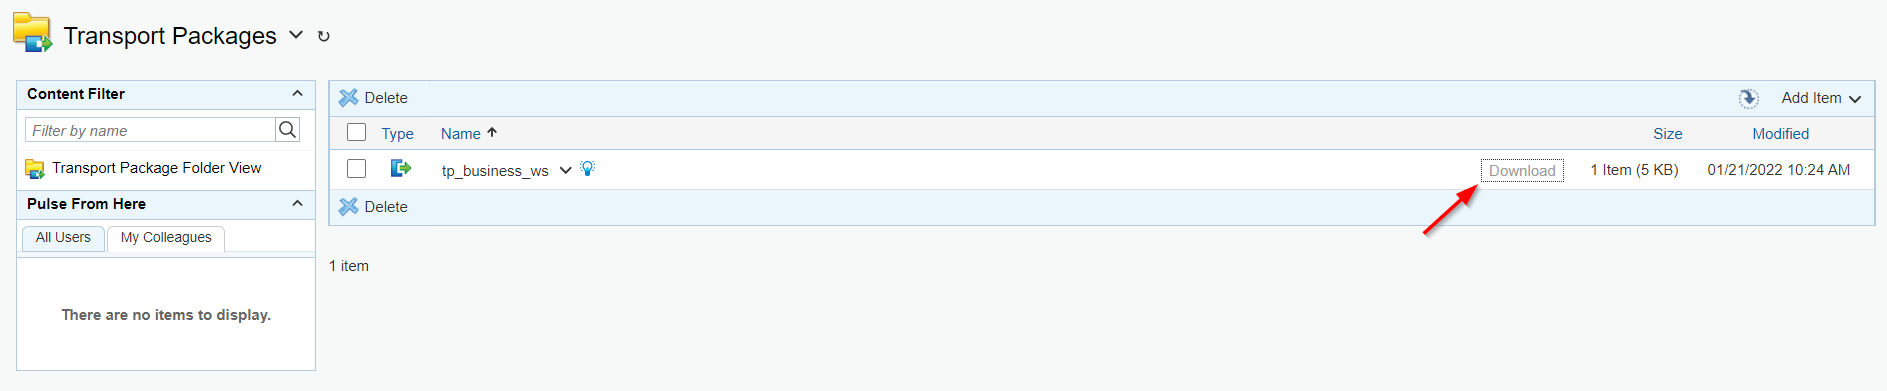 Transport Packages
Content Filter
Filter by name
Transport Package Folder View
Pulse From Here
All Users My Colleagues
There are no items to display.
Delete Add Item
Type Name Size Modified
tp_business_ws Download 1 Item (5 KB) 01/21/2022 10:24 AM
Delete
1 item